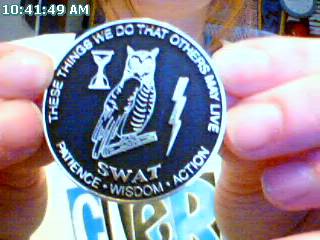 10:41:49 AM
THESE THINGS WE DO THAT OTHERS MAY LIVE
SWAT
PATIENCE • WISDOM • ACTION